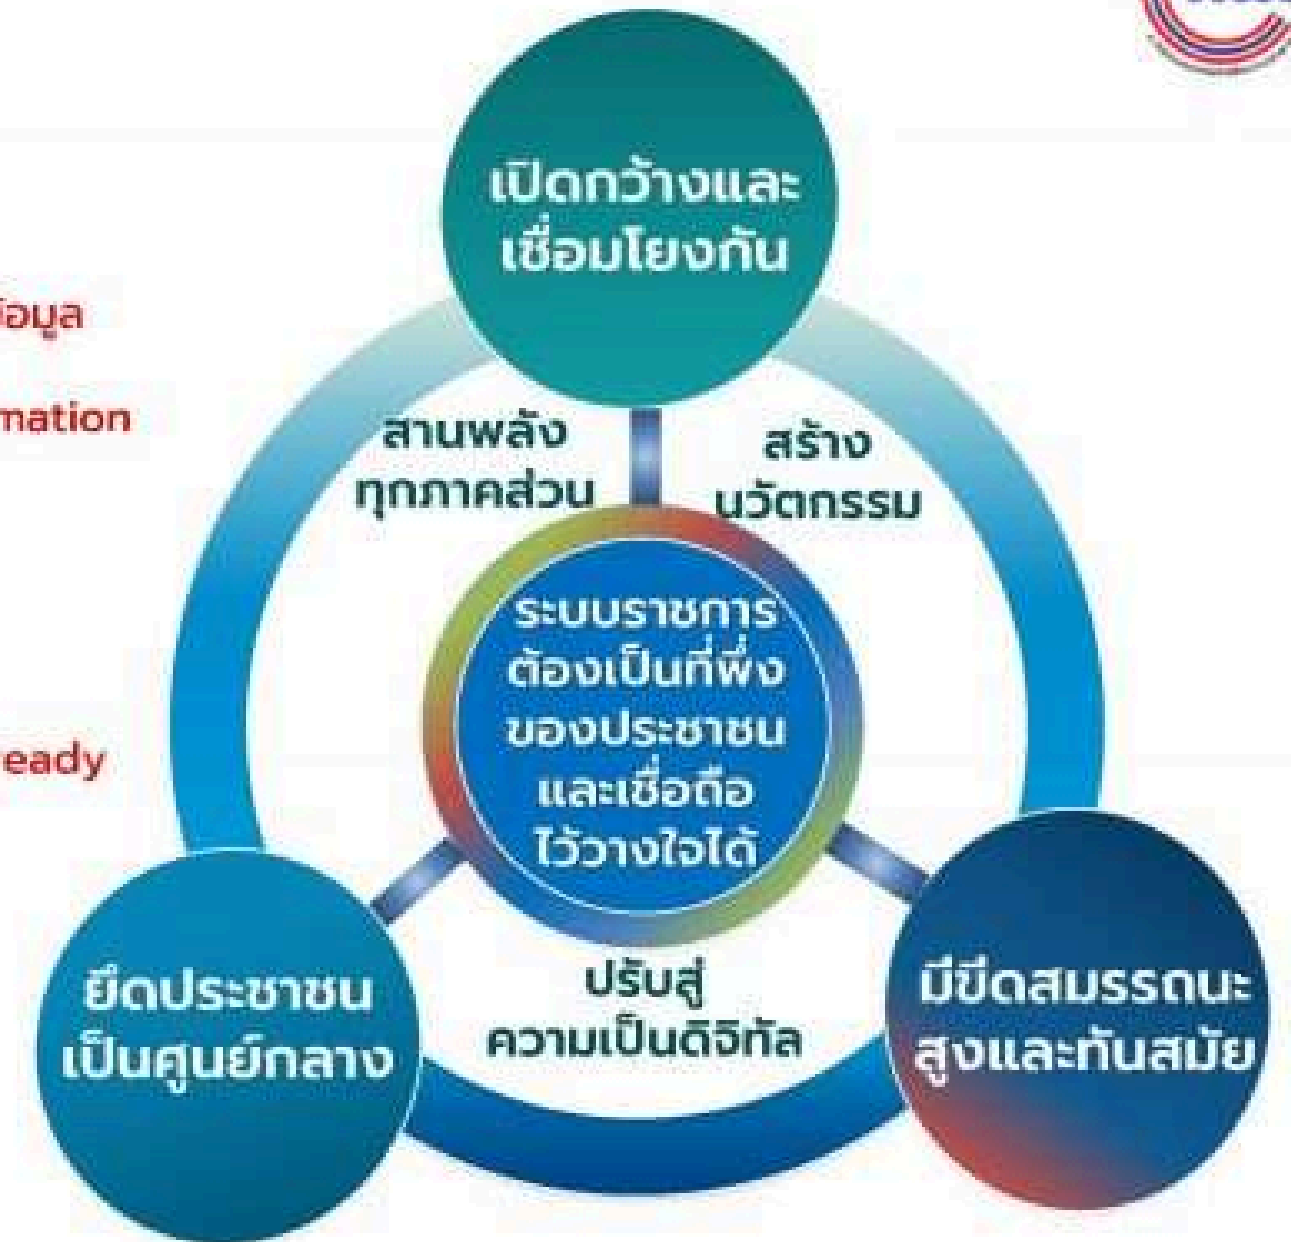 เปิดกว้างและ
เชื่อมโยงกัน
สานพลัง
ทุกภาคส่วน
สร้าง
นวัตกรรม
ระบบราชการ
ต้องเป็นที่พึ่ง
ของประชาชน
และเชื่อถือ
ไว้วางใจได้
ยึดประชาชน
เป็นศูนย์กลาง
ปรับสู่
ความเป็นดิจิทัล
มีขีดสมรรถนะ
สูงและทันสมัย